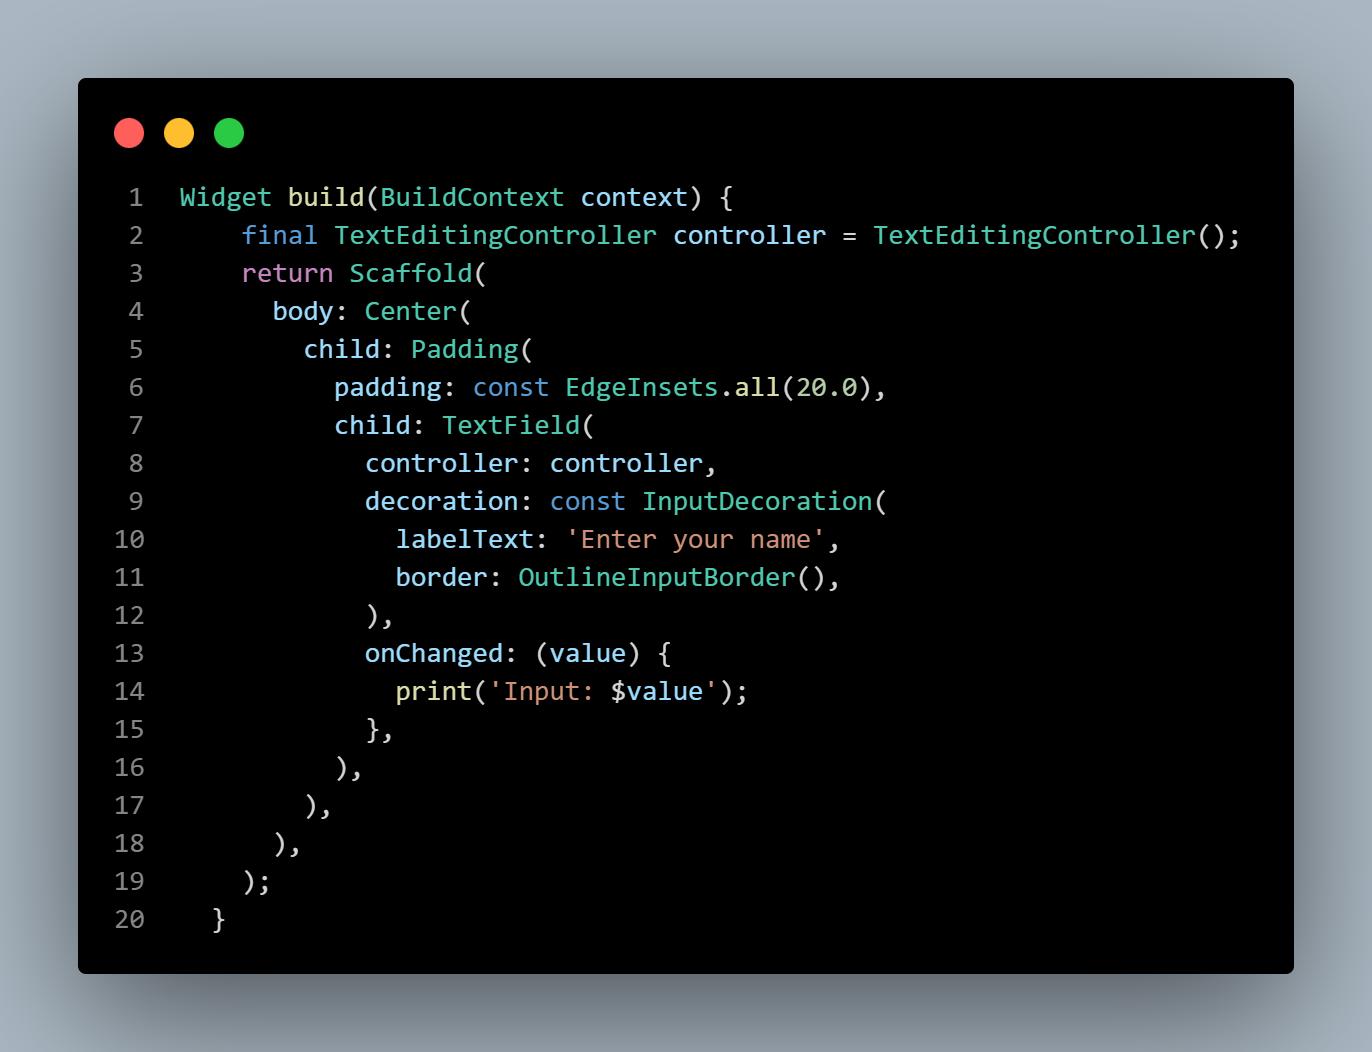 1 Widget build(BuildContext context) {
2     final TextEditingController controller = TextEditingController();
3     return Scaffold(
4       body: Center(
5         child: Padding(
6           padding: const EdgeInsets.all(20.0),
7           child: TextField(
8             controller: controller,
9             decoration: const InputDecoration(
10               labelText: 'Enter your name',
11               border: OutlineInputBorder(),
12             ),
13             onChanged: (value) {
14               print('Input: $value');
15             },
16           ),
17         ),
18       ),
19     );
20   }